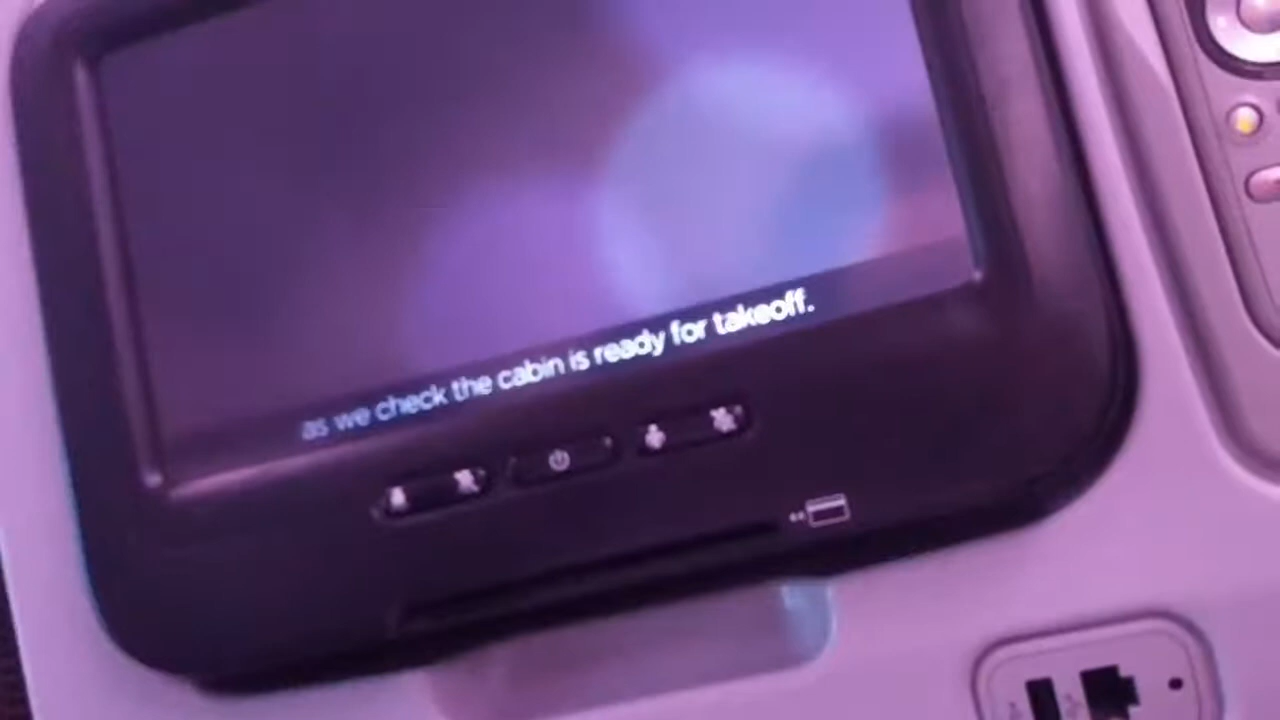 as we check the cabin is ready for takeoff.